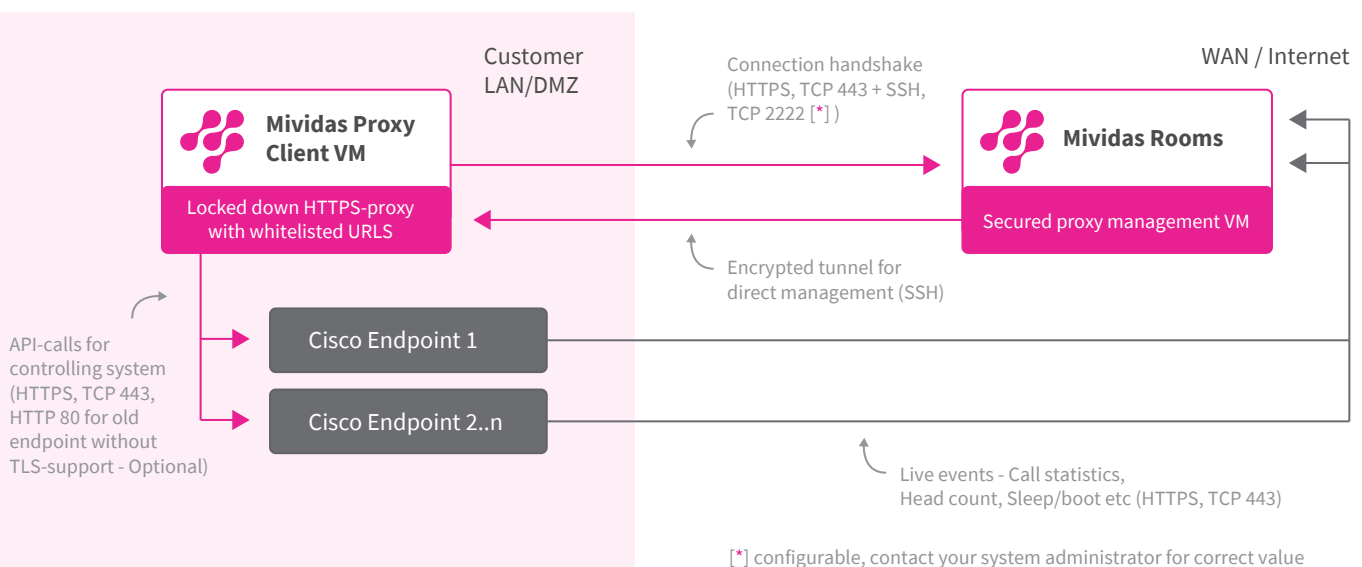 Customer
LAN/DMZ
WAN / Internet
Connection handshake
(HTTPS, TCP 443 + SSH,
TCP 2222 [*] )
Mividas Proxy
Client VM
Locked down HTTPS-proxy
with whitelisted URLS
Mividas Rooms
Secured proxy management VM
Encrypted tunnel for
direct management (SSH)
API-calls for
controlling system
(HTTPS, TCP 443,
HTTP 80 for old
endpoint without
TLS-support - Optional)
Cisco Endpoint 1
Cisco Endpoint 2..n
Live events - Call statistics,
Head count, Sleep/boot etc (HTTPS, TCP 443)
[*] configurable, contact your system administrator for correct value